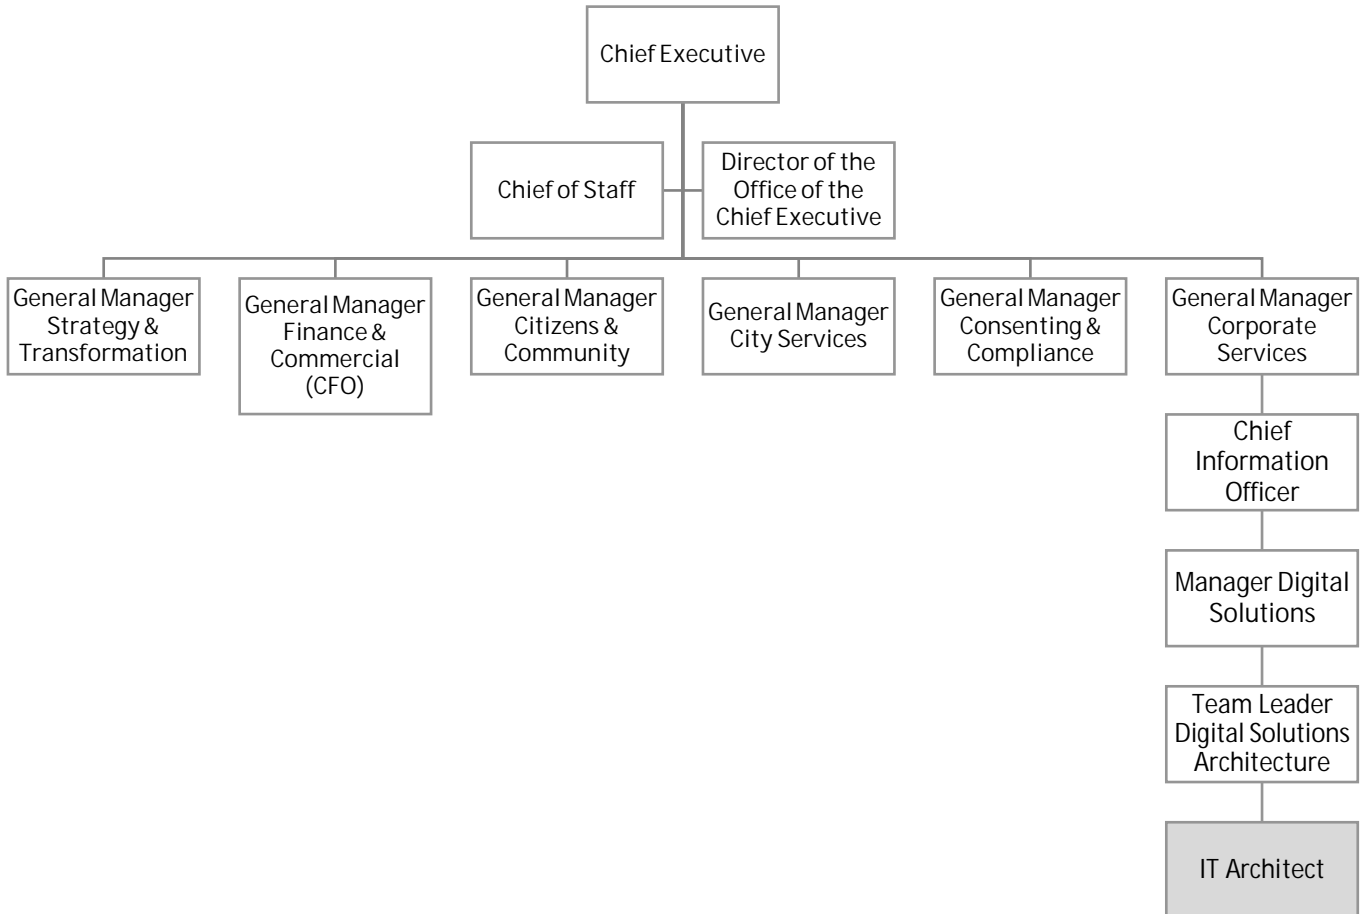 Chief Executive
Chief of Staff
Director of the
Office of the
Chief Executive
General Manager
Strategy &
Transformation
General Manager
Finance &
Commercial
(CFO)
General Manager
Citizens &
Community
General Manager
City Services
General Manager
Consenting &
Compliance
General Manager
Corporate
Services
Chief
Information
Officer
Manager Digital
Solutions
Team Leader
Digital Solutions
Architecture
IT Architect